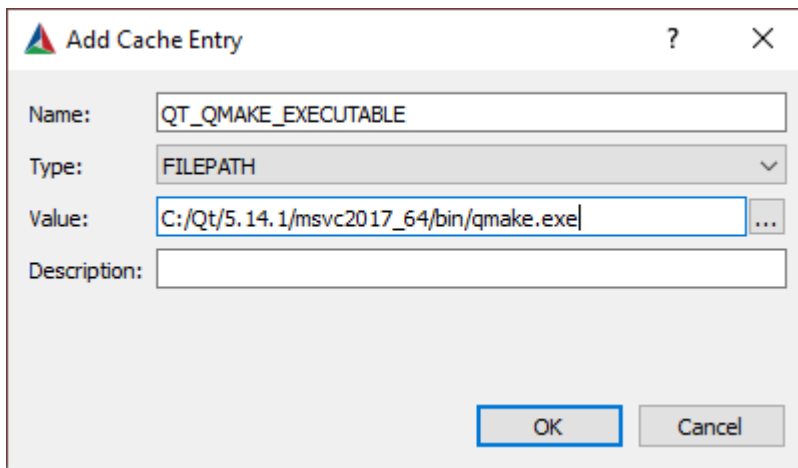 Add Cache Entry
Name: QT_QMAKE_EXECUTABLE
Type: FILEPATH
Value: C:/Qt/5.14.1/msvc2017_64/bin/qmake.exe ...
Description:
OK Cancel